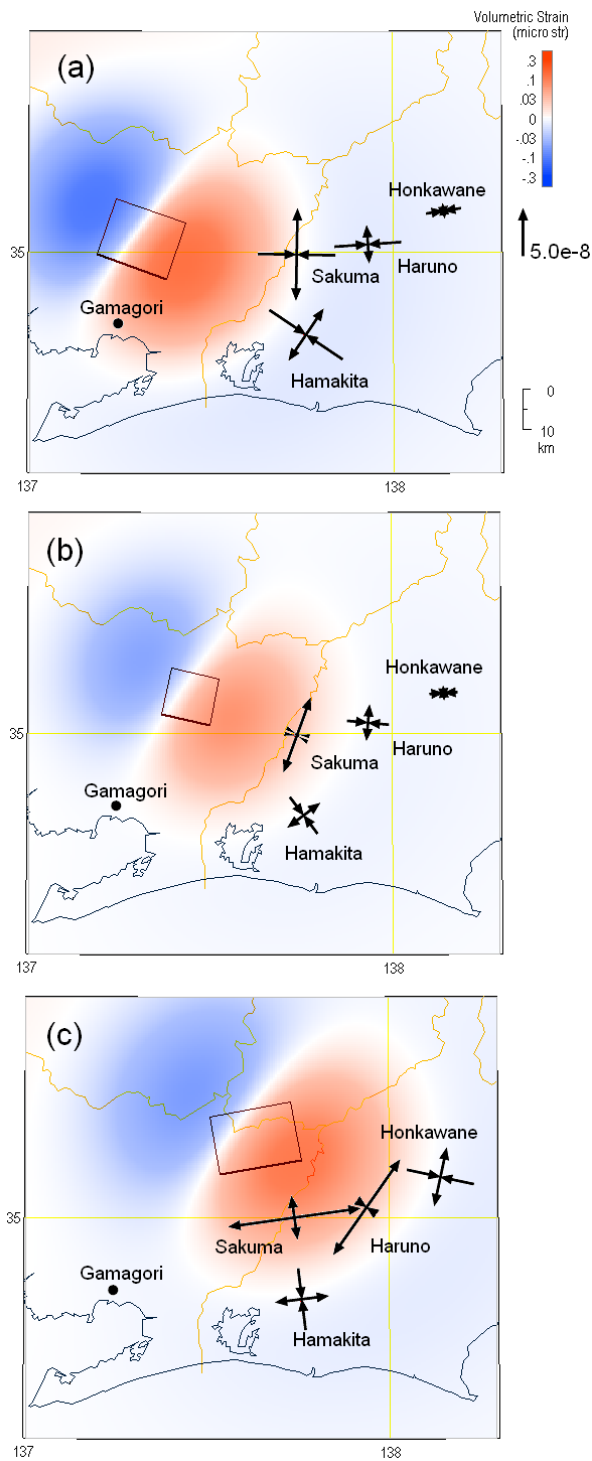 Volumetric Strain
(micro str)
(a)
.3
.1
.03
0
-.03
-.1
-.3
Honkawane
5.0e-8
35
Sakuma
Haruno
Gamagori
Hamakita
0
10
km
137
138
(b)
Honkawane
35
Sakuma
Haruno
Gamagori
Hamakita
137
138
(c)
Honkawane
35
Sakuma
Haruno
Gamagori
Hamakita
137
138